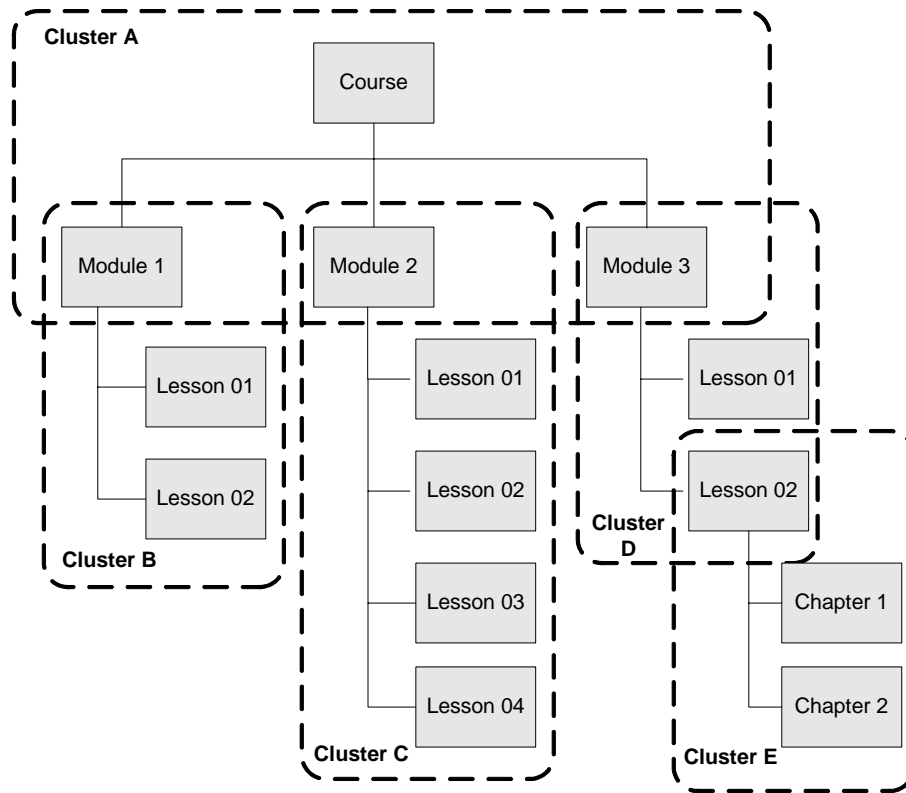 Cluster A
Course
Module 1
Module 2
Module 3
Lesson 01
Lesson 02
Cluster B
Lesson 01
Lesson 02
Lesson 03
Lesson 04
Cluster C
Lesson 01
Lesson 02
Cluster
D
Chapter 1
Chapter 2
Cluster E